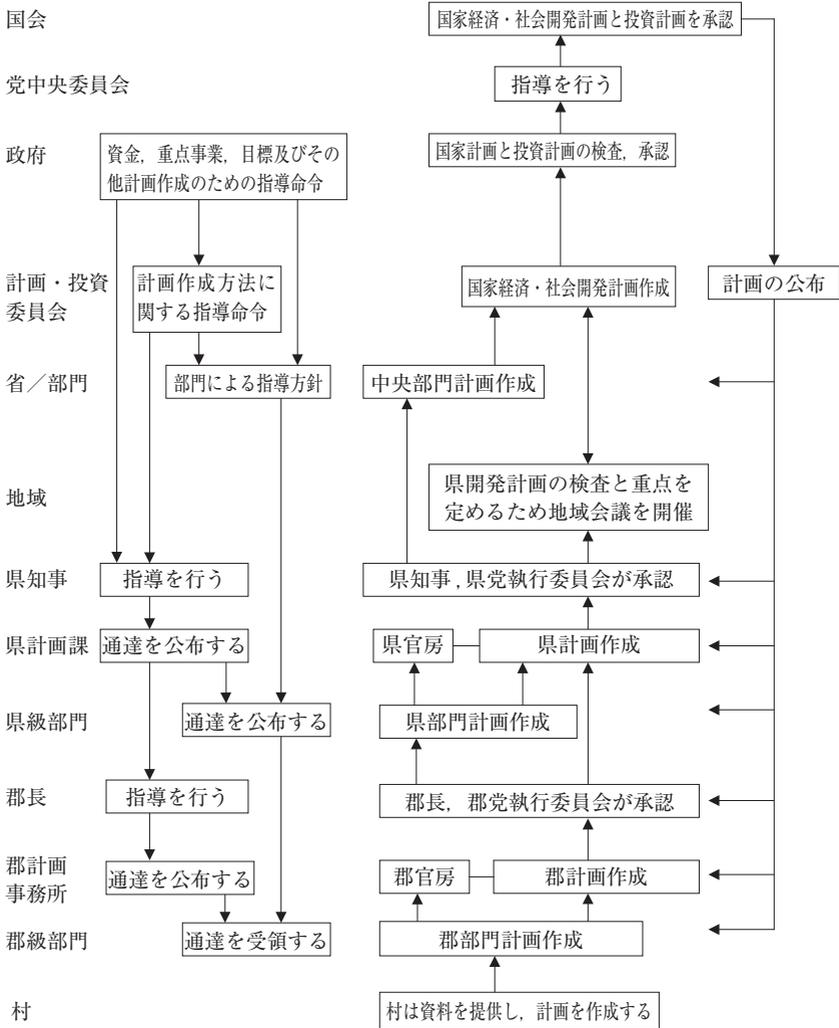 国会
国家経済・社会開発計画と投資計画を承認
党中央委員会
指導を行う
政府
資金，重点事業，目標及びその
他計画作成のための指導命令
国家計画と投資計画の検査，承認
計画・投資
委員会
計画作成方法に
関する指導命令
国家経済・社会開発計画作成
計画の公布
省／部門
部門による指導方針
中央部門計画作成
地域
県開発計画の検査と重点を
定めるため地域会議を開催
県知事
指導を行う
県知事，県党執行委員会が承認
県計画課
通達を公布する
県官房
県計画作成
県級部門
通達を公布する
県部門計画作成
郡長
指導を行う
郡長，郡党執行委員会が承認
郡計画
事務所
通達を公布する
郡官房
郡計画作成
郡級部門
通達を受領する
郡部門計画作成
村
村は資料を提供し，計画を作成する